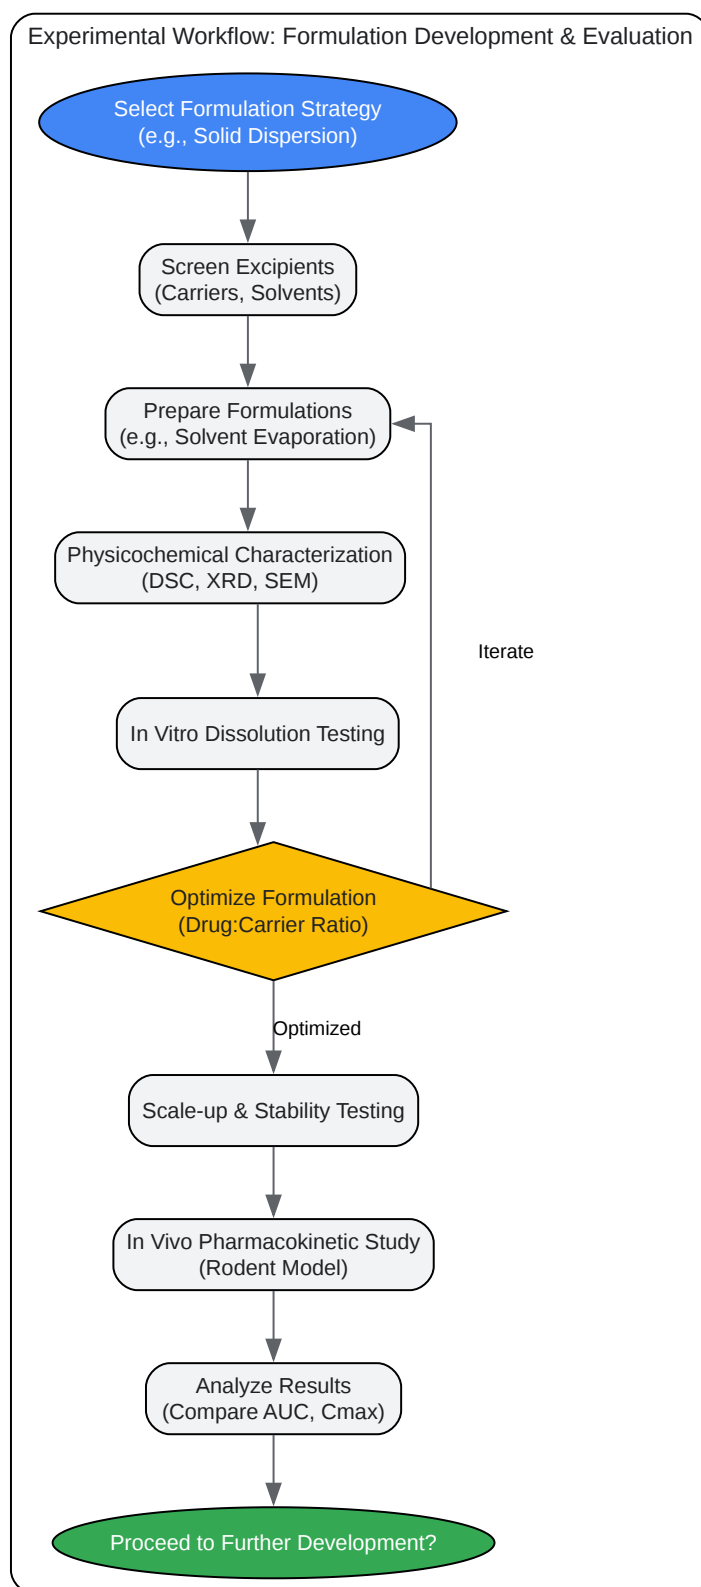 Experimental Workflow: Formulation Development & Evaluation
Select Formulation Strategy
(e.g., Solid Dispersion)
Screen Excipients
(Carriers, Solvents)
Prepare Formulations
(e.g., Solvent Evaporation)
Physicochemical Characterization
(DSC, XRD, SEM)
Iterate
In Vitro Dissolution Testing
Optimize Formulation
(Drug:Carrier Ratio)
Optimized
Scale-up & Stability Testing
In Vivo Pharmacokinetic Study
(Rodent Model)
Analyze Results
(Compare AUC, Cmax)
Proceed to Further Development?